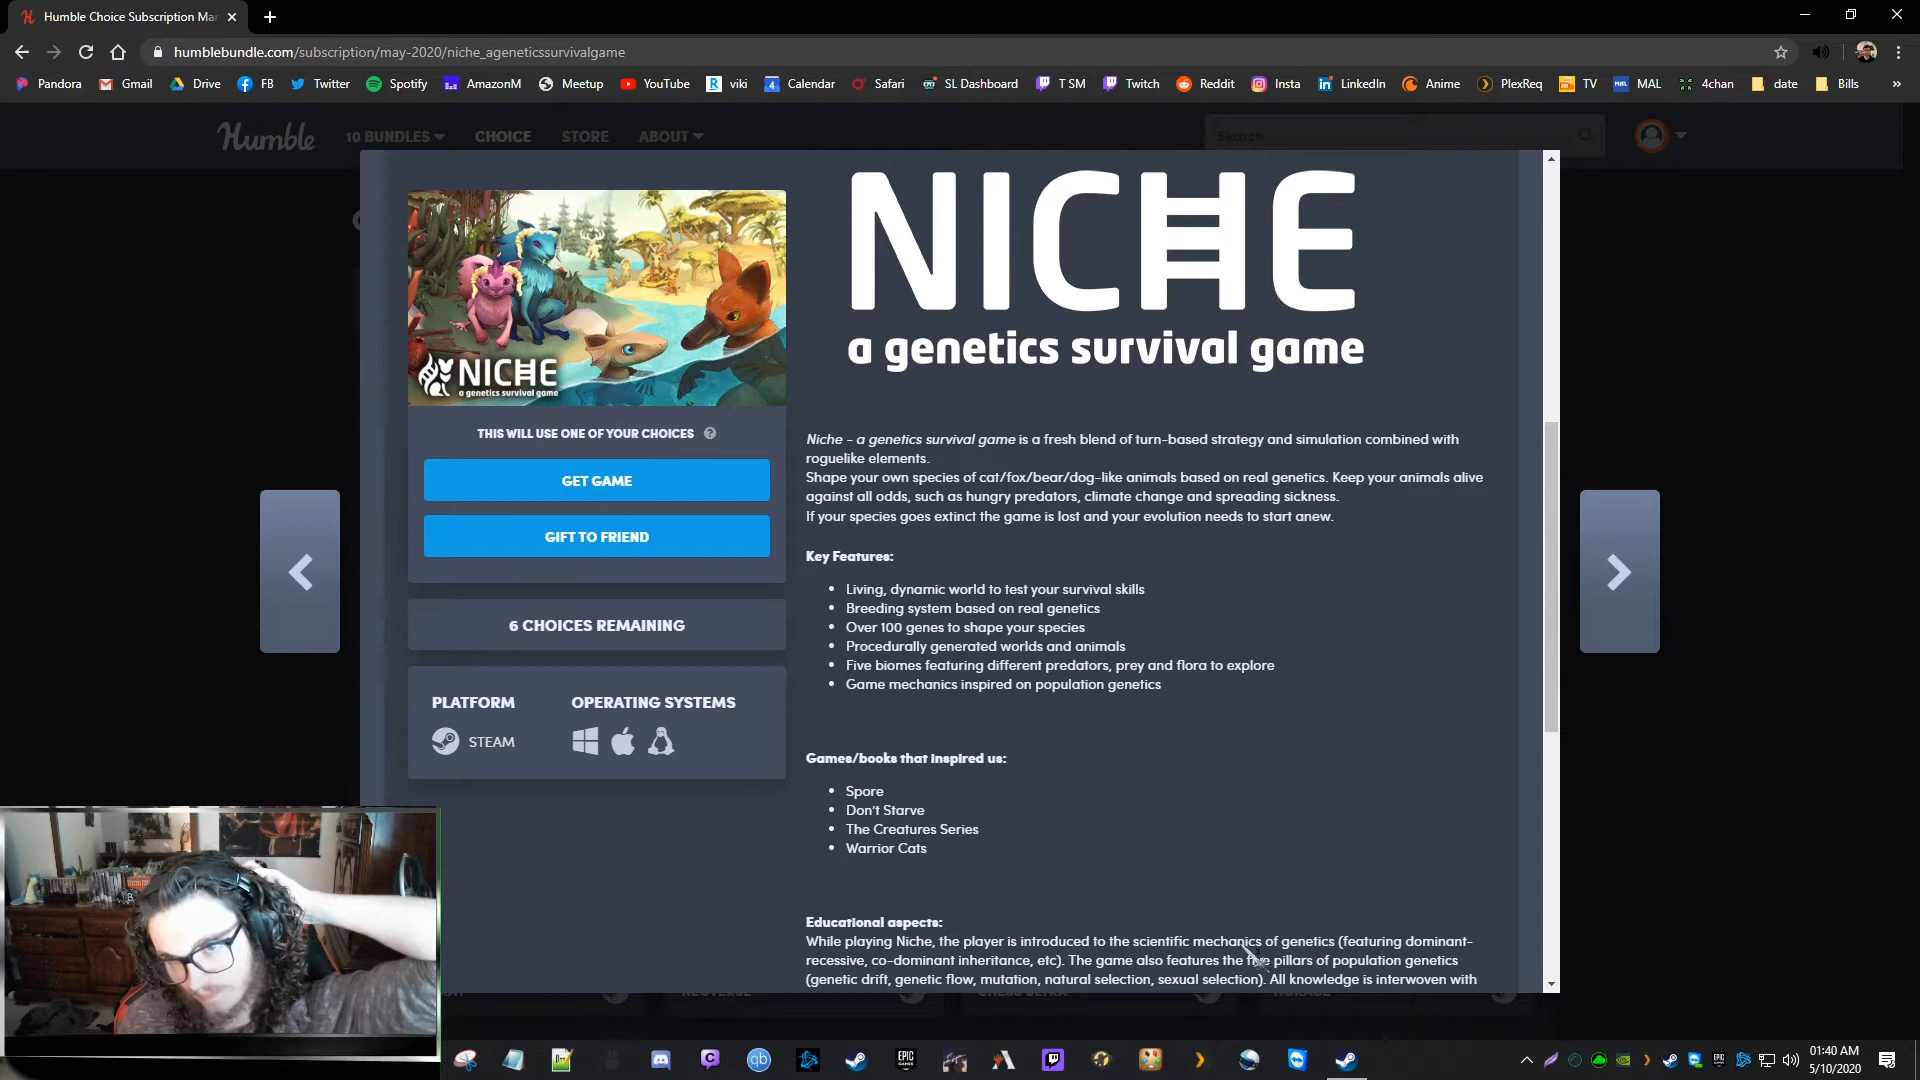 Humble Choice Subscription Mar
humblebundle.com/subscription/may-2020/niche_ageneticssurvivalgame
Pandora Gmail Drive FB Twitter Spotify AmazonM Meetup YouTube viki Calendar Safari SL Dashboard T SM Twitch Reddit Insta LinkedIn Anime PlexReq TV MAL 4chan date Bills »
Humble 10 BUNDLES CHOICE STORE ABOUT Search
NICHE
a genetics survival game
NICHE
a genetics survival game
THIS WILL USE ONE OF YOUR CHOICES ?
GET GAME
GIFT TO FRIEND
6 CHOICES REMAINING
PLATFORM OPERATING SYSTEMS
STEAM
Niche - a genetics survival game is a fresh blend of turn-based strategy and simulation combined with
roguelike elements.
Shape your own species of cat/fox/bear/dog-like animals based on real genetics. Keep your animals alive
against all odds, such as hungry predators, climate change and spreading sickness.
If your species goes extinct the game is lost and your evolution needs to start anew.
Key Features:
• Living, dynamic world to test your survival skills
• Breeding system based on real genetics
• Over 100 genes to shape your species
• Procedurally generated worlds and animals
• Five biomes featuring different predators, prey and flora to explore
• Game mechanics inspired on population genetics
Games/books that inspired us:
• Spore
• Don't Starve
• The Creatures Series
• Warrior Cats
Educational aspects:
While playing Niche, the player is introduced to the scientific mechanics of genetics (featuring dominant-
recessive, co-dominant inheritance, etc). The game also features the five pillars of population genetics
(genetic drift, genetic flow, mutation, natural selection, sexual selection). All knowledge is interwoven with
01:40 AM
5/10/2020